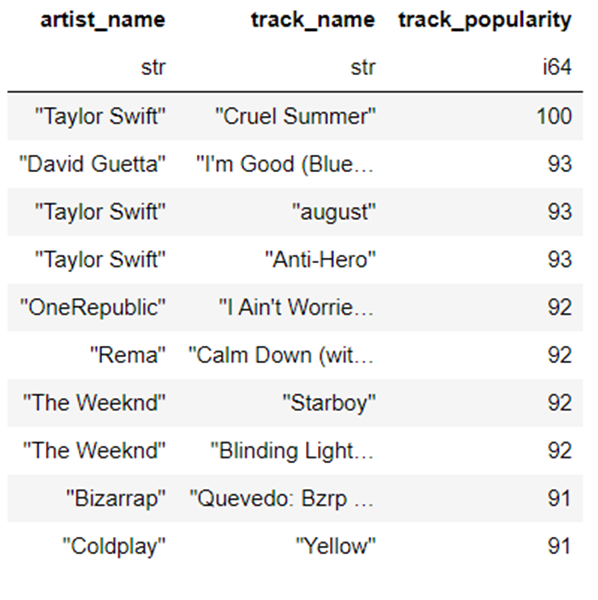 artist_name track_name track_popularity
str str i64
"Taylor Swift" "Cruel Summer" 100
"David Guetta" "I'm Good (Blue… 93
"Taylor Swift" "august" 93
"Taylor Swift" "Anti-Hero" 93
"OneRepublic" "I Ain't Worrie… 92
"Rema" "Calm Down (wit… 92
"The Weeknd" "Starboy" 92
"The Weeknd" "Blinding Light… 92
"Bizarrap" "Quevedo: Bzrp … 91
"Coldplay" "Yellow" 91